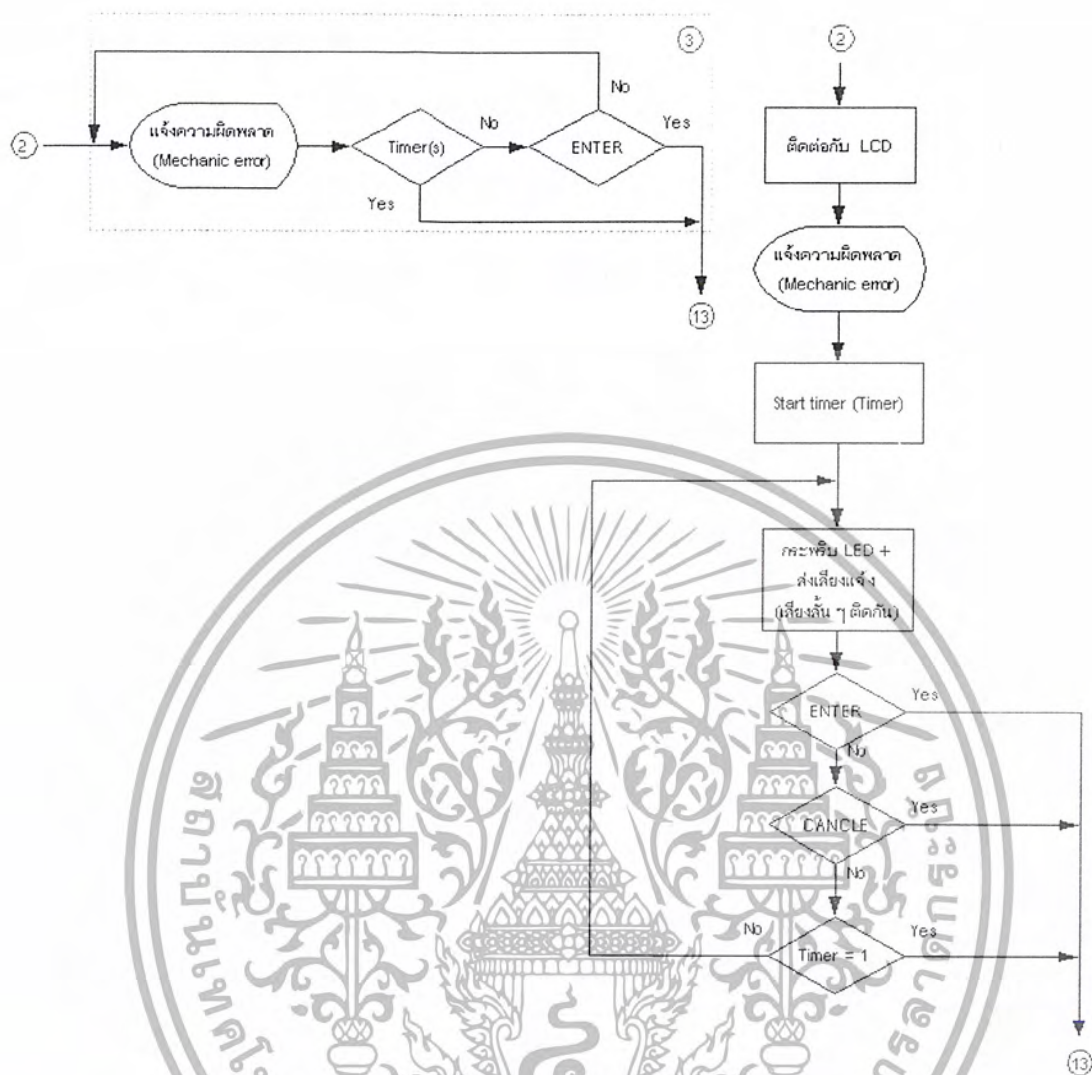 3
2
แจ้งความผิดพลาด
(Mechanic error)
Timer(s)
No
Yes
ENTER
No
Yes
13
2
ติดต่อกับ LCD
แจ้งความผิดพลาด
(Mechanic error)
Start timer (Timer)
กระพริบ LED +
ส่งเสียงแจ้ง
(เสียงสั้น ๆ ติดกัน)
ENTER
Yes
No
CANCLE
Yes
No
Timer = 1
No
Yes
13